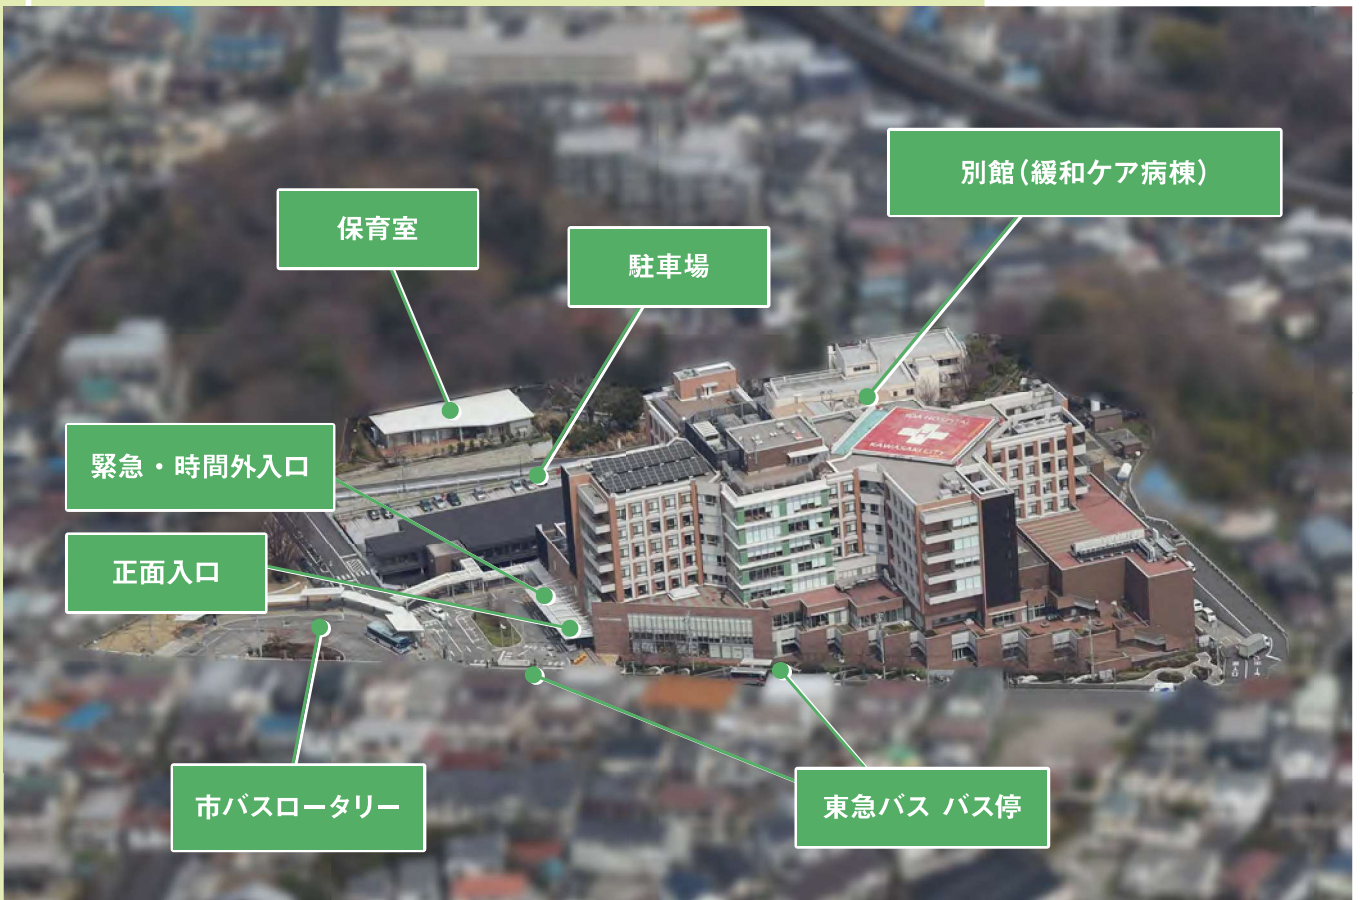 別館（緩和ケア病棟）
保育室
駐車場
IDA HOSPITAL
KAWASAKI CITY
緊急・時間外入口
正面入口
市バスロータリー
東急バス バス停